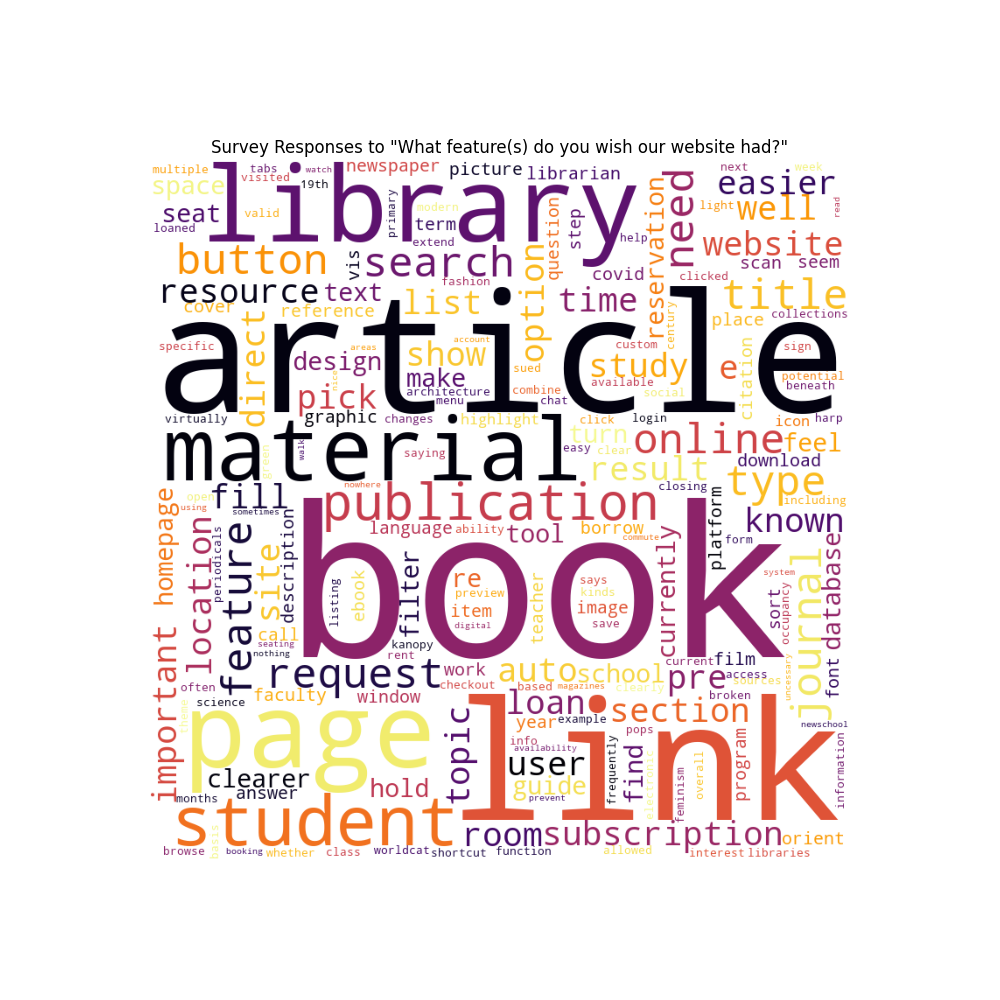 Survey Responses to "What feature(s) do you wish our website had?"
multiple
tabs
visited
watch
newspaper
picture
librarian
next
week
space
19th
library
primary
modern
term
question
step
reservation
need
easier
light
well
read
seat
valid
loaned
extend
help
website
button
vis
search
fashion
option
covid
clicked
scan
seem
resource
text
list
time
title
cover
reference
century
place
collections
direct
article
specific
areas
account
design
show
sued
custom
study
e
citation
sign
make
nice
pick
architecture
menu
combine
available
social
potential
beneath
virtually
graphic
changes
highlight
chat
click
login
icon
harp
material
walk
green
saying
easy
turn
clear
online
feel
nowhere
result
download
open
fill
using
sometimes
publication
closing
type
including
homepage
location
periodicals
feature
site
description
language
ability
tool
borrow
commute
currently
platform
known
form
journal
database
book
listing
ebook
filter
re
preview
item
digital
teacher
says
kinds
image
save
system
sort
occupancy
call
seating
nothing
kanopy
rent
current
film
important
request
work
auto
school
pre
access
uncessary
font
often
science
faculty
window
checkout
based
magazines
clearly
broken
sources
theme
page
loan
section
newschool
year
example
link
pops
info
availability
topic
user
frequently
find
electronic
feminism
overall
program
information
clearer
months
answer
hold
guide
prevent
student
room
subscription
orient
browse
basis
booking
whether
class
worldcat
shortcut
function
allowed
interest
libraries